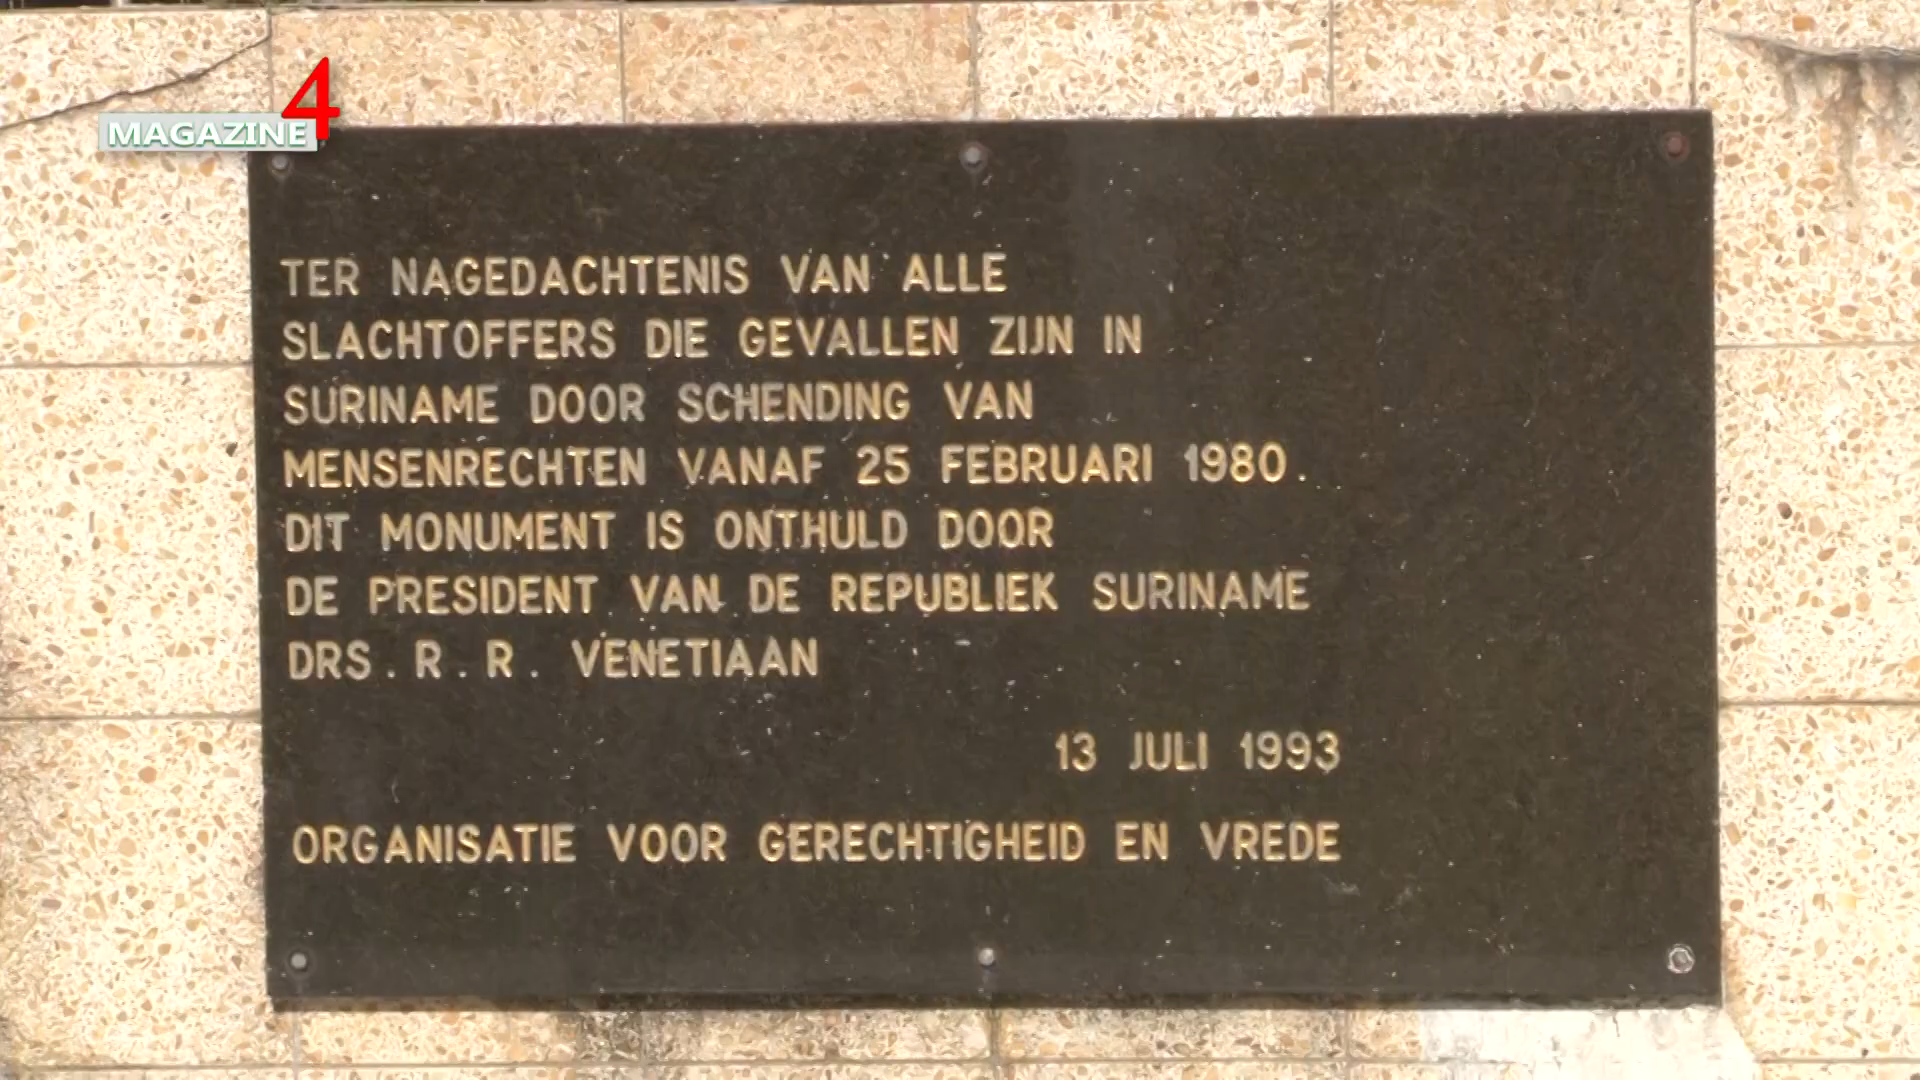 MAGAZINE 4
TER NAGEDACHTENIS VAN ALLE
SLACHTOFFERS DIE GEVALLEN ZIJN IN
SURINAME DOOR SCHENDING VAN
MENSENRECHTEN VANAF 25 FEBRUARI 1980.
DIT MONUMENT IS ONTHULD DOOR
DE PRESIDENT VAN DE REPUBLIEK SURINAME
DRS. R. R. VENETIAAN
13 JULI 1993
ORGANISATIE VOOR GERECHTIGHEID EN VREDE